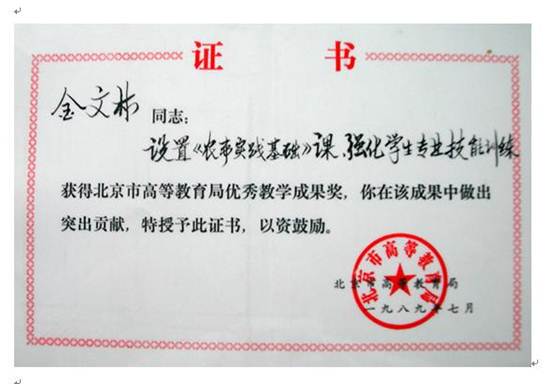 证 书
金文彬 同志：
设置《农事实践基础》课、强化学生专业技能训练
获得北京市高等教育局优秀教学成果奖，你在该成果中做出
突出贡献，特授予此证书，以资鼓励。
北京市高等教育局
北京市高等教育局
一九八九年七月